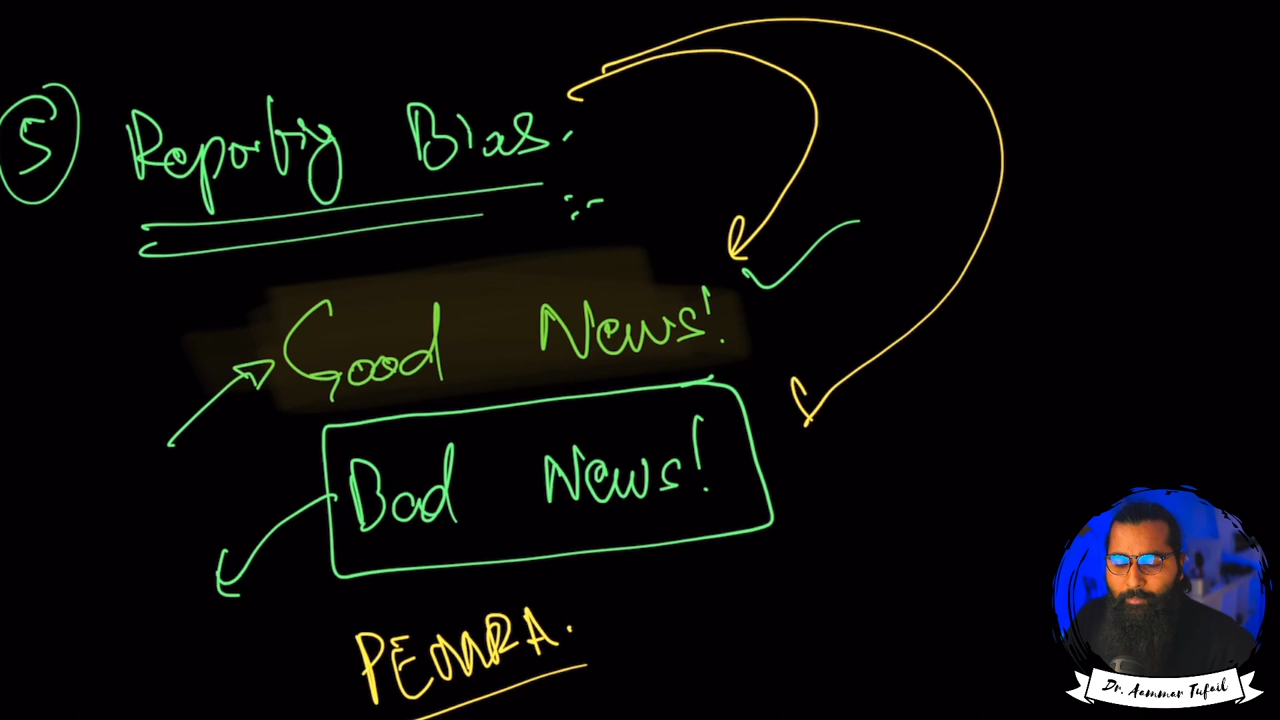 5 Reporting Bias.
Good News!
Bad News!
PEMRA.
Dr. Aammar Tufail